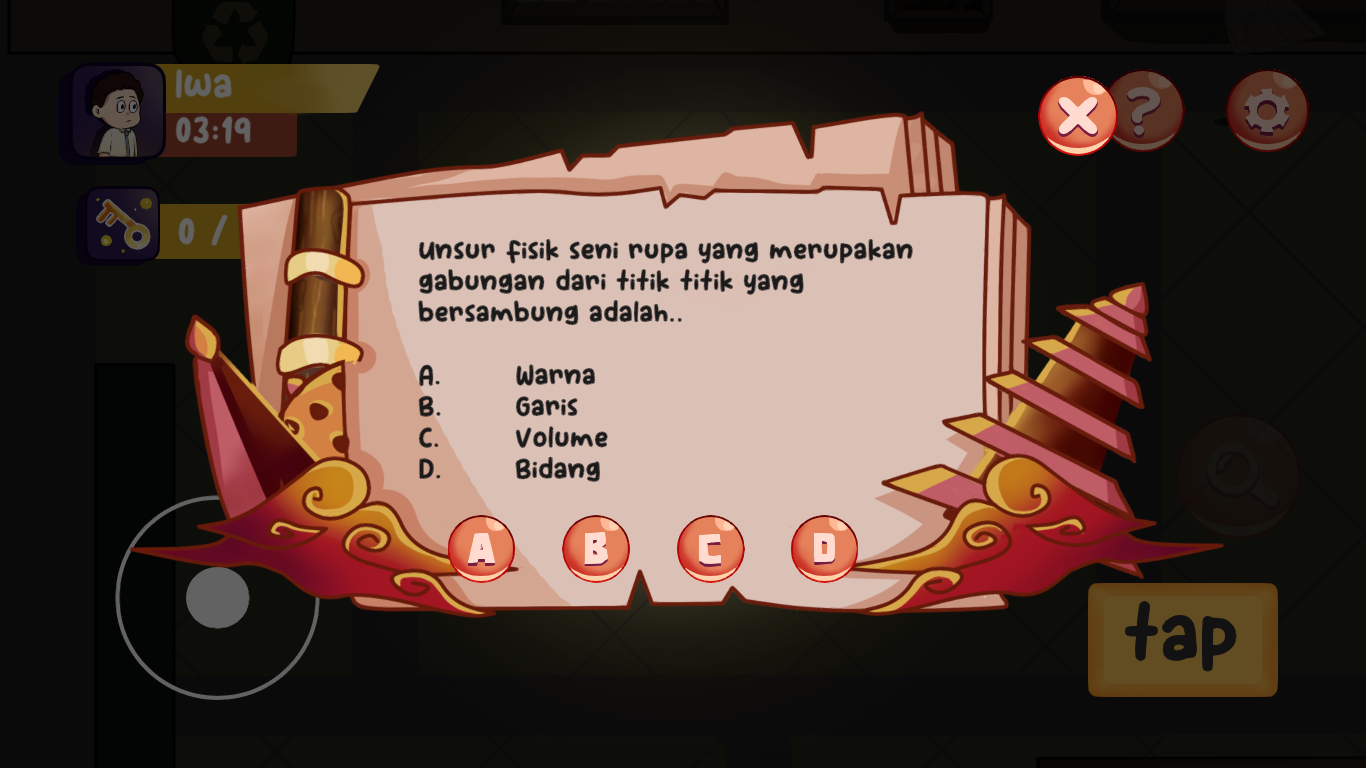 Iwa
03:19
?
0 /
Unsur fisik seni rupa yang merupakan
gabungan dari titik titik yang
bersambung adalah..
A. Warna
B. Garis
C. Volume
D. Bidang
A B C D
tap